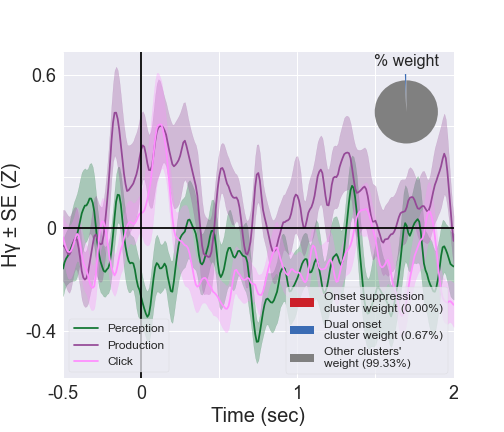 % weight
0.6
0
-0.4
Hγ ± SE (Z)
Perception
Production
Click
Onset suppression
cluster weight (0.00%)
Dual onset
cluster weight (0.67%)
Other clusters'
weight (99.33%)
-0.5
0
1
2
Time (sec)